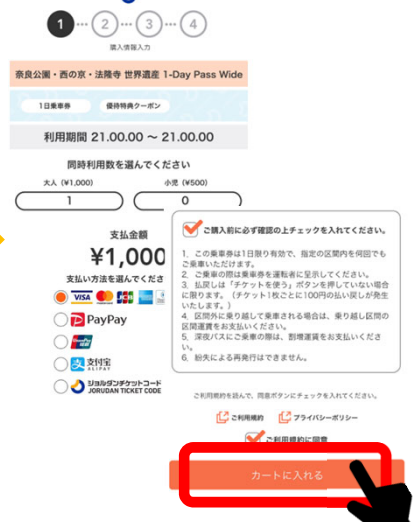 1 2 3 4
購入情報入力
奈良公園・西の京・法隆寺 世界遺産 1-Day Pass Wide
1日乗車券 優待特典クーポン
利用期間 21.00.00 〜 21.00.00
同時利用数を選んでください
大人 (¥1,000) 小児 (¥500)
1 0
支払金額
¥1,000
支払い方法を選んでくださ
VISA JCB
PayPay
支付宝
ALIPAY
ジョルダンチケットコード
JORUDAN TICKET CODE
ご購入前に必ず確認の上チェックを入れてください。
1、この乗車券は1日限り有効で、指定の区間内を何回でも
ご乗車いただけます。
2、ご乗車の際は乗車券を運転者に呈示してください。
3、払戻しは「チケットを使う」ボタンを押していない場合
に限ります。（チケット1枚ごとに100円の払い戻しが発生
いたします。）
4、区間外に乗り越して乗車される場合は、乗り越し区間の
区間運賃をお支払いください。
5、深夜バスにご乗車の際は、割増運賃をお支払いくださ
い。
6、紛失による再発行はできません。
ご利用規約を読んで、同意ボタンにチェックを入れてください。
ご利用規約 プライバシーポリシー
ご利用規約に同意
カートに入れる